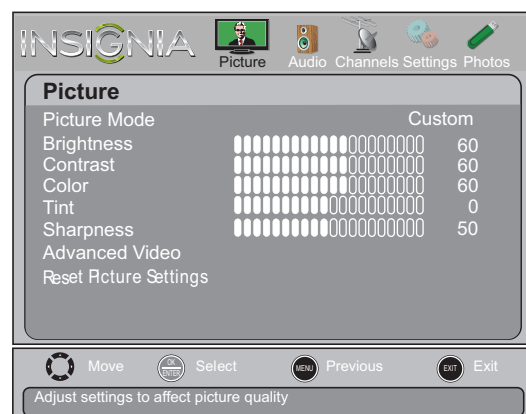 INSIGNIA
Picture Audio Channels Settings Photos
Picture
Picture Mode Custom
Brightness 60
Contrast 60
Color 60
Tint 0
Sharpness 50
Advanced Video
Reset Picture Settings
Move OK ENTER Select MENU Previous EXIT Exit
Adjust settings to affect picture quality